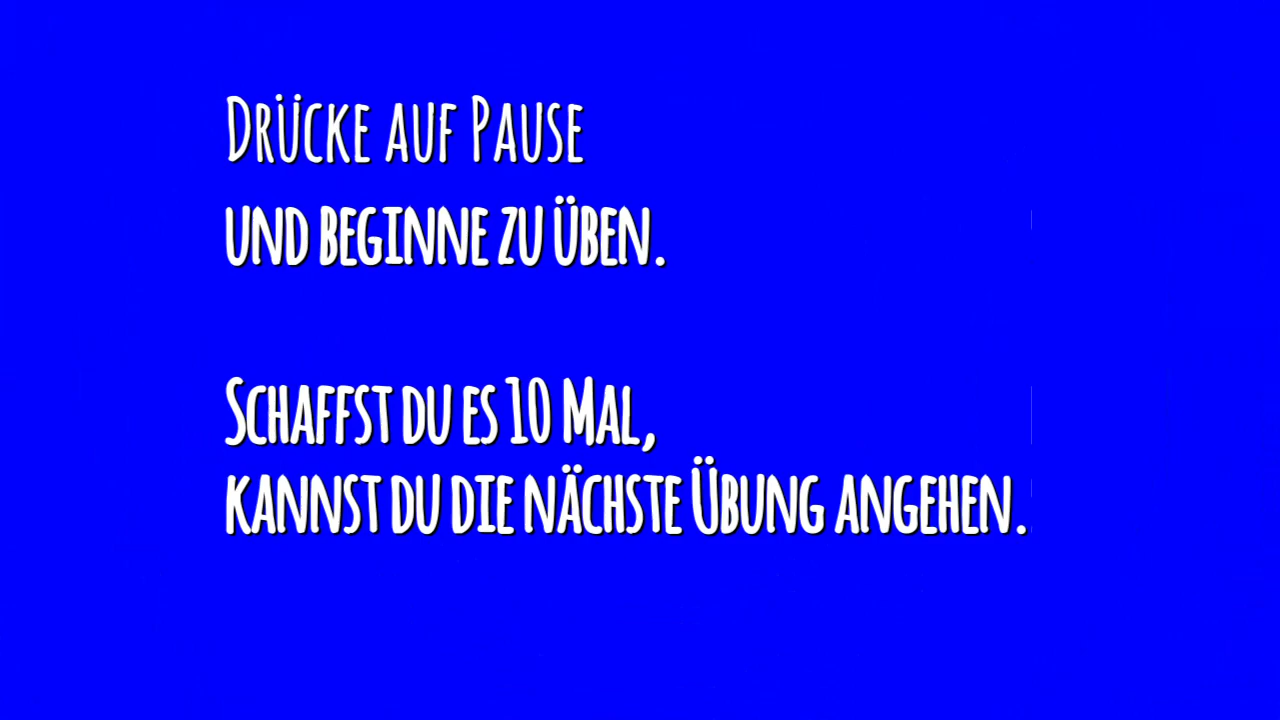 Drücke auf Pause
und beginne zu üben.
Schaffst du es 10 Mal,
kannst du die nächste Übung angehen.